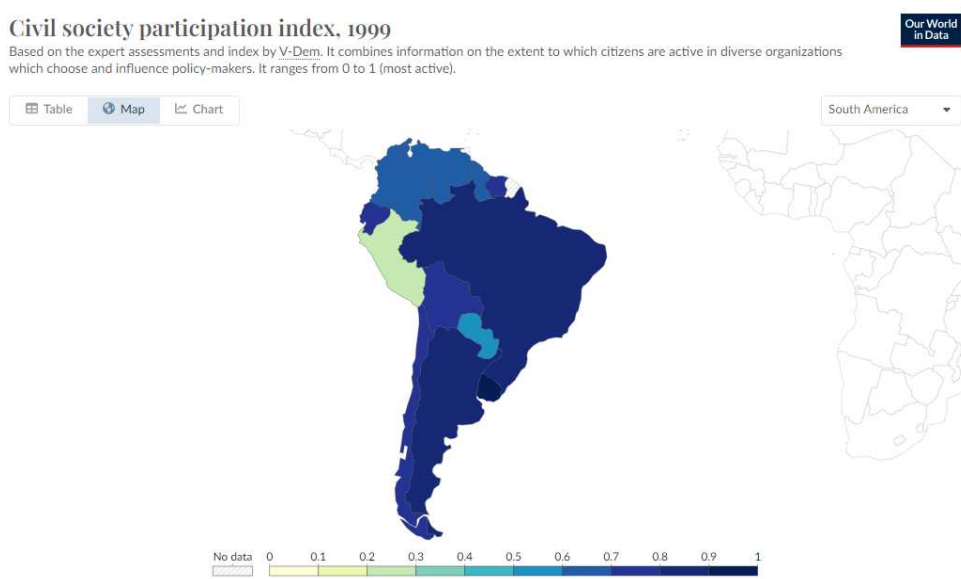 Civil society participation index, 1999
Based on the expert assessments and index by V-Dem. It combines information on the extent to which citizens are active in diverse organizations
which choose and influence policy-makers. It ranges from 0 to 1 (most active).
Our World
in Data
Table
Map
Chart
South America
No data 0 0.1 0.2 0.3 0.4 0.5 0.6 0.7 0.8 0.9 1